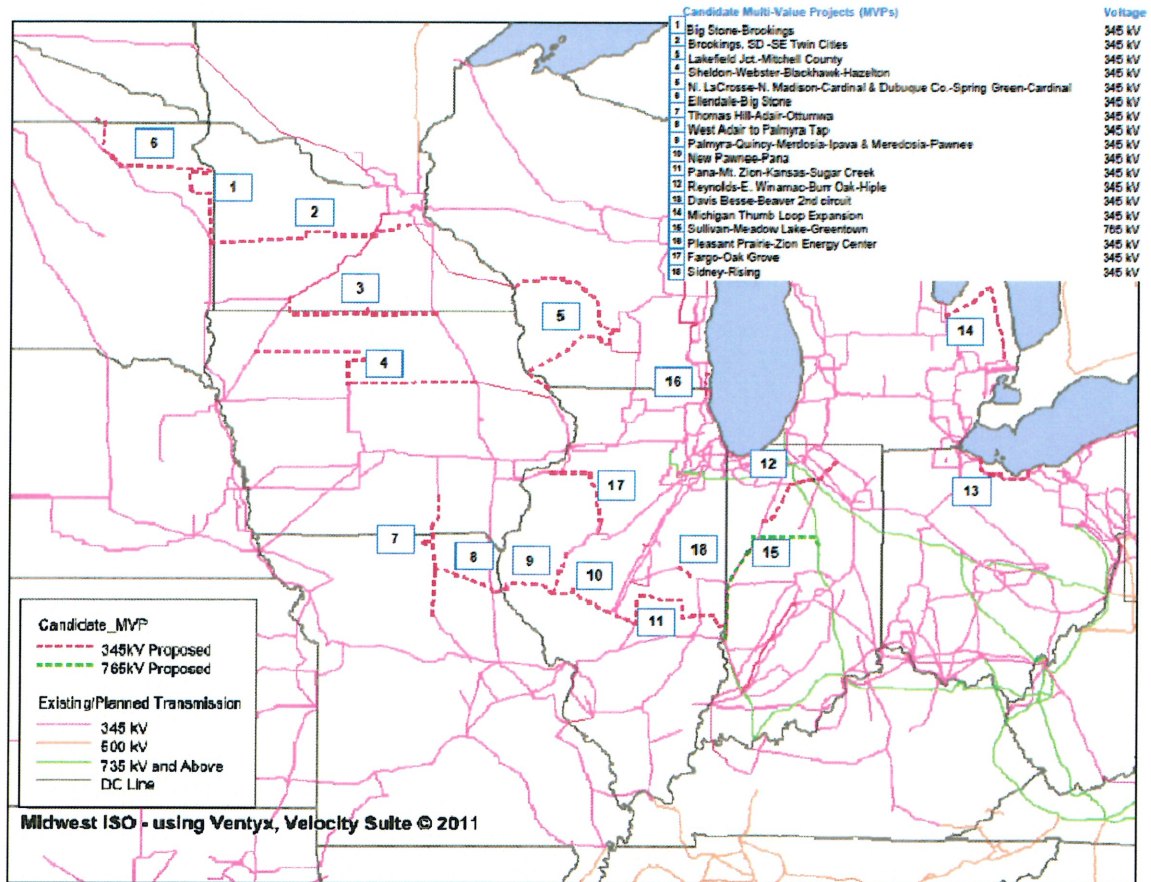 Candidate Multi-Value Projects (MVPs) Voltage
1 Big Stone-Brookings 345 kV
2 Brookings, SD -SE Twin Cities 345 kV
3 Lakefield Jct.-Mitchell County 345 kV
4 Sheldon-Webster-Blackhawk-Hazelton 345 kV
5 N. LaCrosse-N. Madison-Cardinal & Dubuque Co.-Spring Green-Cardinal 345 kV
6 Ellendale-Big Stone 345 kV
7 Thomas Hill-Adair-Ottumwa 345 kV
8 West Adair to Palmyra Tap 345 kV
9 Palmyra-Quincy-Merdosia-Ipava & Meredosia-Pawnee 345 kV
10 New Pawnee-Pana 345 kV
11 Pana-Mt. Zion-Kansas-Sugar Creek 345 kV
12 Reynolds-E. Winamac-Burr Oak-Hiple 345 kV
13 Davis Besse-Beaver 2nd circuit 345 kV
14 Michigan Thumb Loop Expansion 345 kV
15 Sullivan-Meadow Lake-Greentown 765 kV
16 Pleasant Prairie-Zion Energy Center 345 kV
17 Fargo-Oak Grove 345 kV
18 Sidney-Rising 345 kV
6
1
2
3
5
14
4
16
12
17
13
7
8
9
18
15
10
11
Candidate_MVP
345kV Proposed
765kV Proposed
Existing/Planned Transmission
345 kV
500 kV
735 kV and Above
DC Line
Midwest ISO - using Ventyx, Velocity Suite © 2011